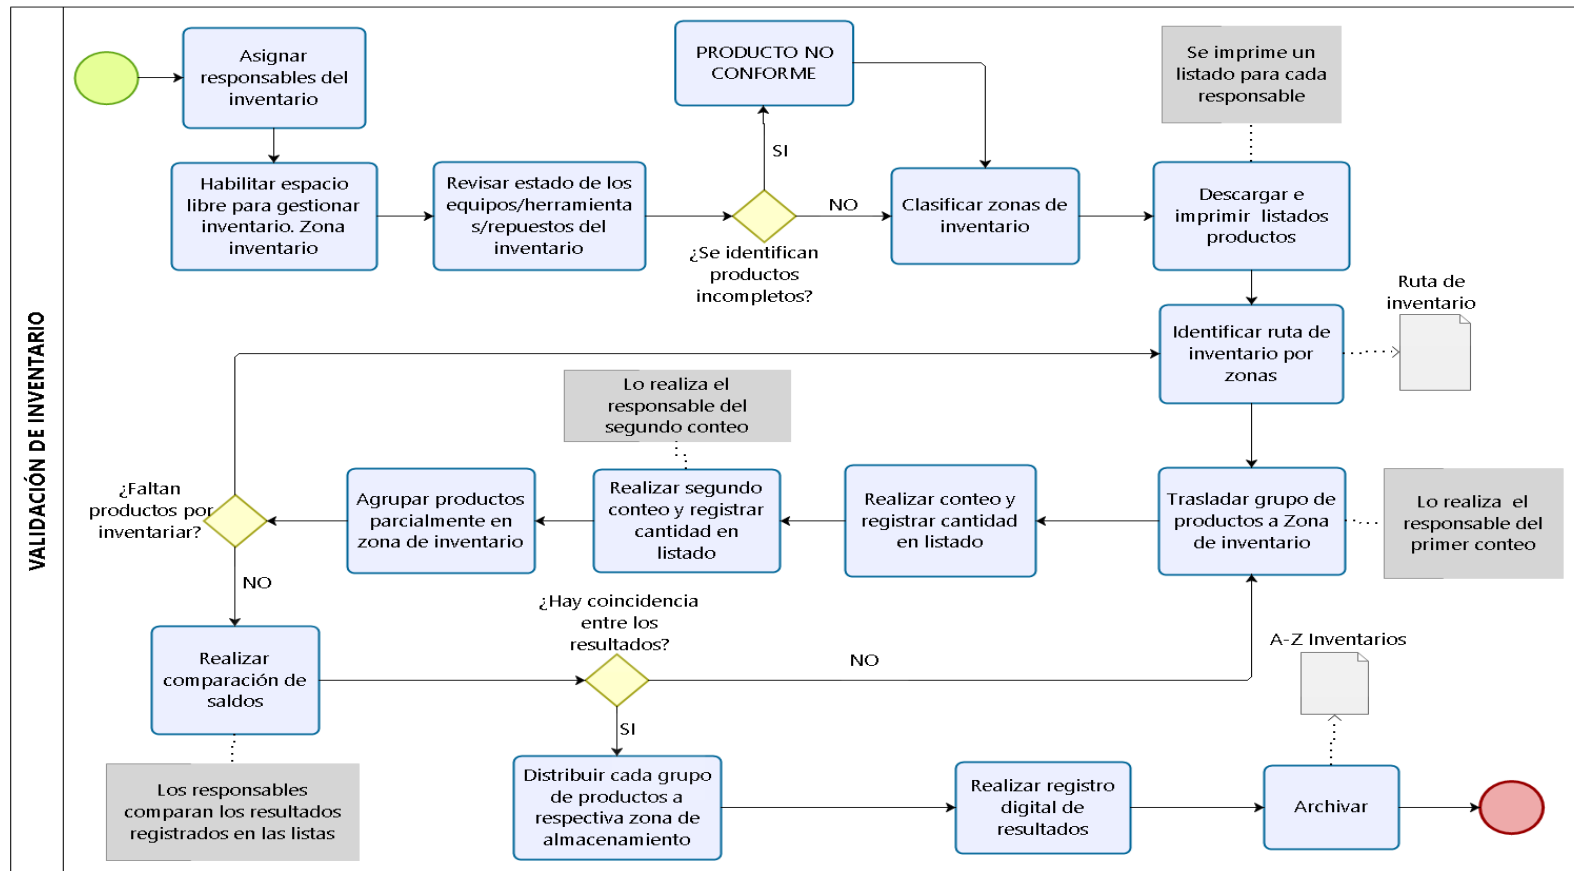 VALIDACIÓN DE INVENTARIO
Asignar
responsables del
inventario
PRODUCTO NO
CONFORME
Se imprime un
listado para cada
responsable
SI
Habilitar espacio
libre para gestionar
inventario. Zona
inventario
Revisar estado de los
equipos/herramienta
s/repuestos del
inventario
NO
¿Se identifican
productos
incompletos?
Clasificar zonas de
inventario
Descargar e
imprimir listados
productos
Identificar ruta de
inventario por
zonas
Ruta de
inventario
Lo realiza el
responsable del
segundo conteo
¿Faltan
productos por
inventariar?
Agrupar productos
parcialmente en
zona de inventario
Realizar segundo
conteo y registrar
cantidad en
listado
Realizar conteo y
registrar cantidad
en listado
Trasladar grupo de
productos a Zona
de inventario
Lo realiza el
responsable del
primer conteo
NO
Realizar
comparación de
saldos
¿Hay coincidencia
entre los
resultados?
NO
SI
A-Z Inventarios
Los responsables
comparan los resultados
registrados en las listas
Distribuir cada grupo
de productos a
respectiva zona de
almacenamiento
Realizar registro
digital de
resultados
Archivar